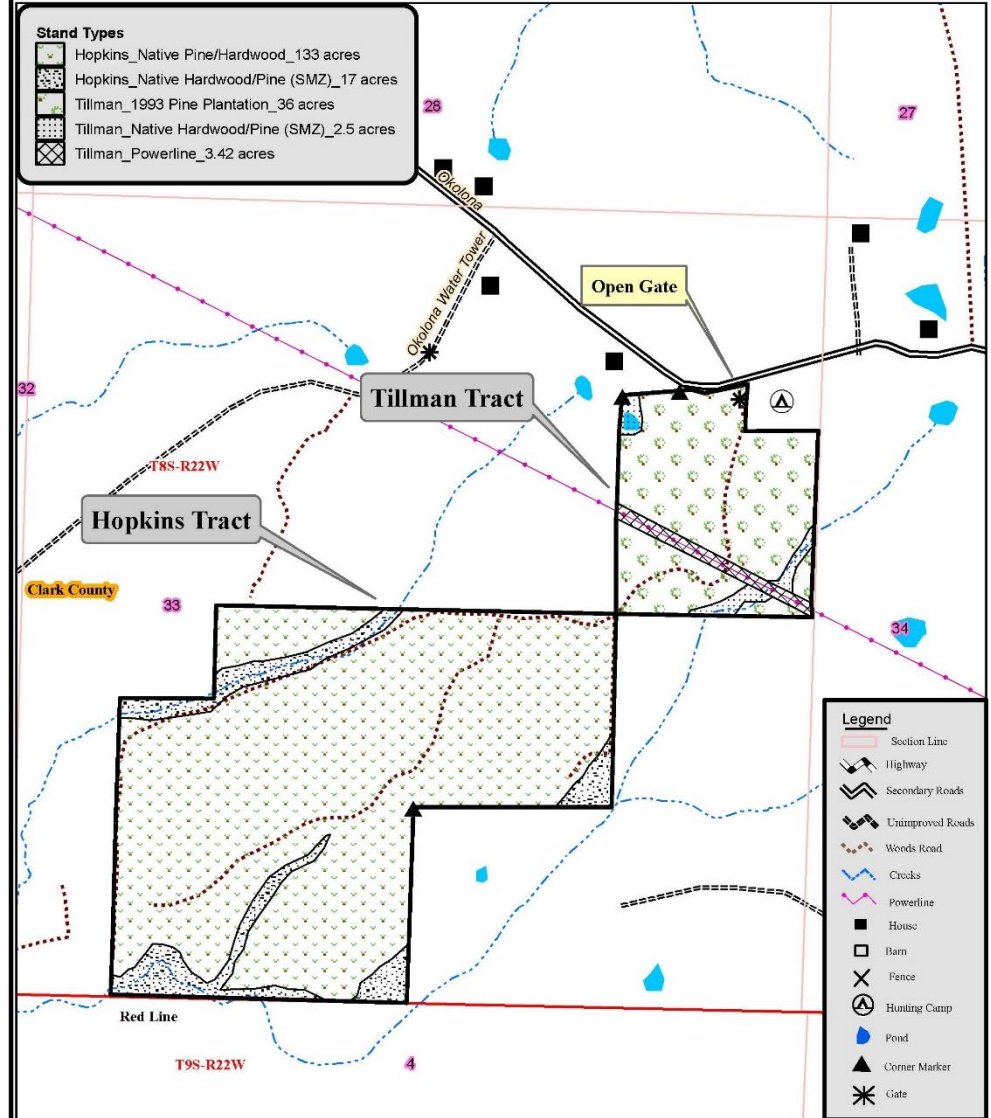 Stand Types
Hopkins_Native Pine/Hardwood_133 acres
Hopkins_Native Hardwood/Pine (SMZ)_17 acres
Tillman_1993 Pine Plantation_36 acres
Tillman_Native Hardwood/Pine (SMZ)_2.5 acres
Tillman_Powerline_3.42 acres
28
27
Okolona
Okolona Water Tower
Open Gate
32
Tillman Tract
T8S-R22W
Hopkins Tract
Clark County
33
34
Red Line
T9S-R22W
4
Legend
Section Line
Highway
Secondary Roads
Unimproved Roads
Woods Road
Creeks
Powerline
House
Barn
Fence
Hunting Camp
Pond
Corner Marker
Gate